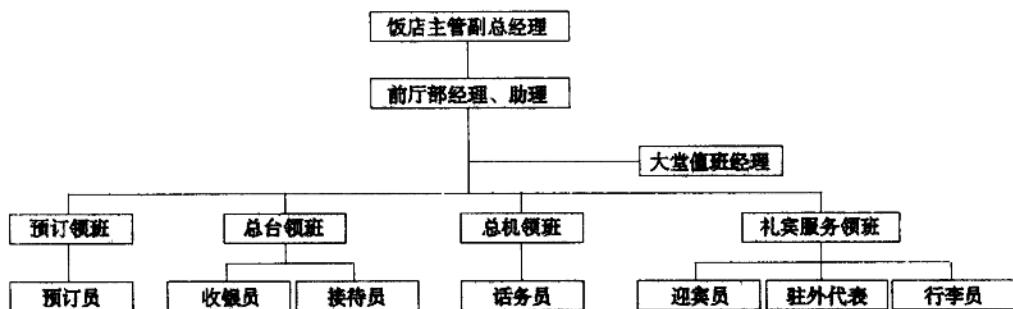 饭店主管副总经理
前厅部经理、助理
大堂值班经理
预订领班
总台领班
总机领班
礼宾服务领班
预订员
收银员
接待员
话务员
迎宾员
驻外代表
行李员